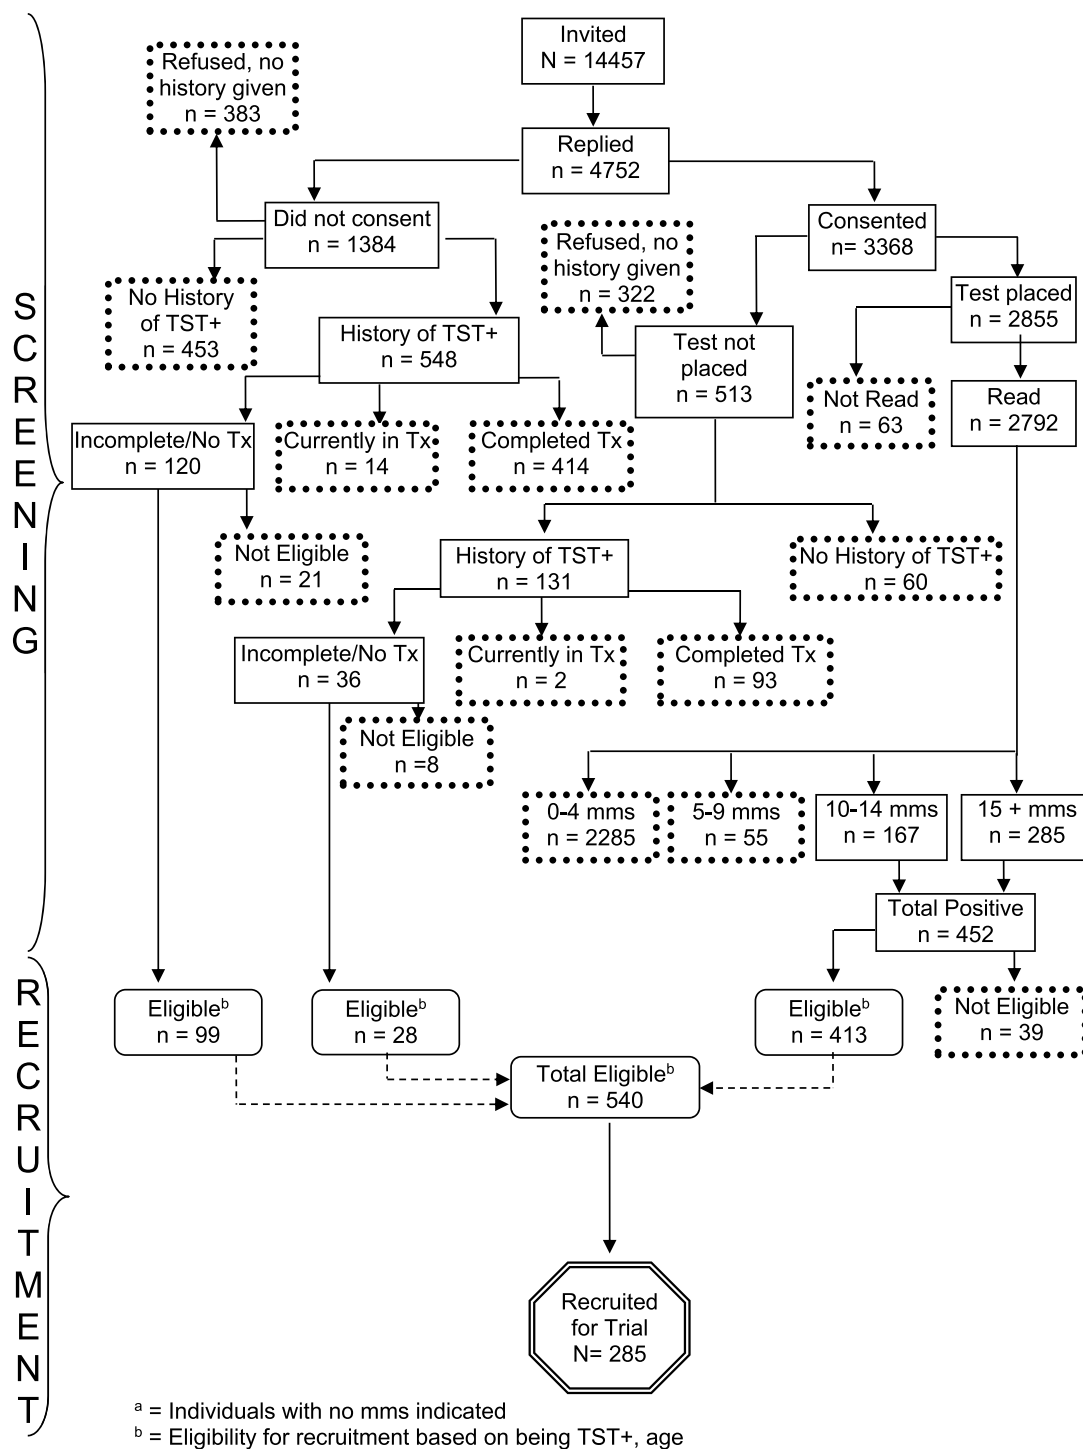 Invited
N = 14457
Refused, no
history given
n = 383
Replied
n = 4752
Did not consent
n = 1384
Consented
n= 3368
Refused, no
history given
n = 322
No History
of TST+
n = 453
Test placed
n = 2855
History of TST+
n = 548
Test not
placed
n = 513
Not Read
n = 63
Read
n = 2792
Incomplete/No Tx
n = 120
Currently in Tx
n = 14
Completed Tx
n = 414
Not Eligible
n = 21
History of TST+
n = 131
No History of TST+
n = 60
Incomplete/No Tx
n = 36
Currently in Tx
n = 2
Completed Tx
n = 93
Not Eligible
n =8
0-4 mms
n = 2285
5-9 mms
n = 55
10-14 mms
n = 167
15 + mms
n = 285
Total Positive
n = 452
SCREENING
Eligibleᵇ
n = 99
Eligibleᵇ
n = 28
Eligibleᵇ
n = 413
Not Eligible
n = 39
Total Eligibleᵇ
n = 540
Recruited
for Trial
N= 285
RECRUITMENT
ᵃ = Individuals with no mms indicated
ᵇ = Eligibility for recruitment based on being TST+, age